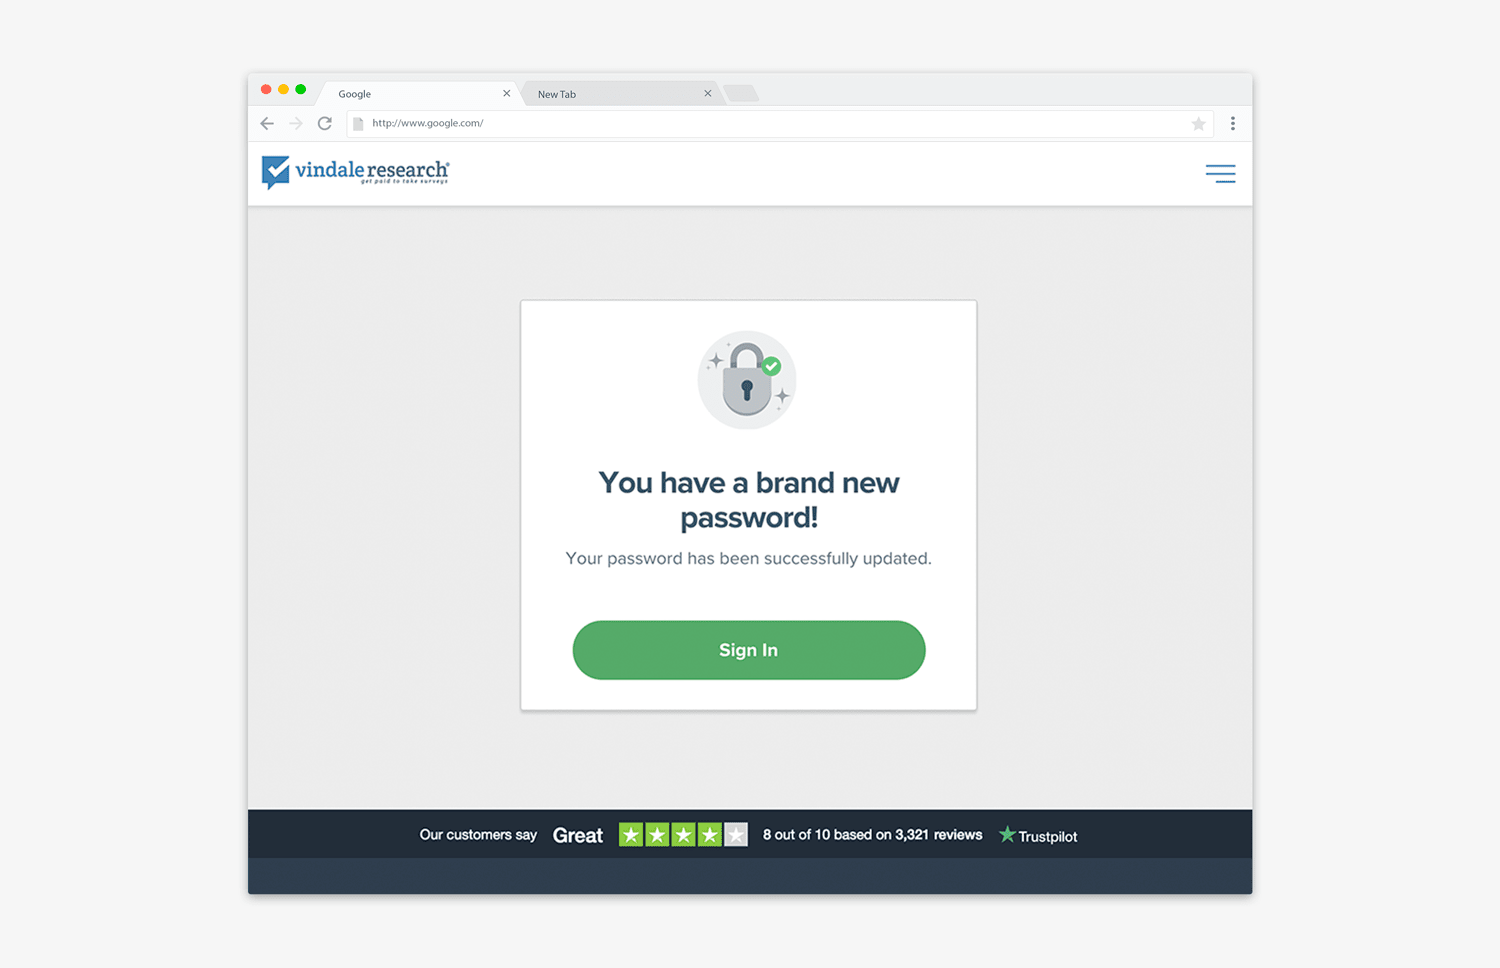 Google
New Tab
http://www.google.com/
vindaleresearch®
get paid to take surveys
You have a brand new
password!
Your password has been successfully updated.
Sign In
Our customers say Great 8 out of 10 based on 3,321 reviews Trustpilot